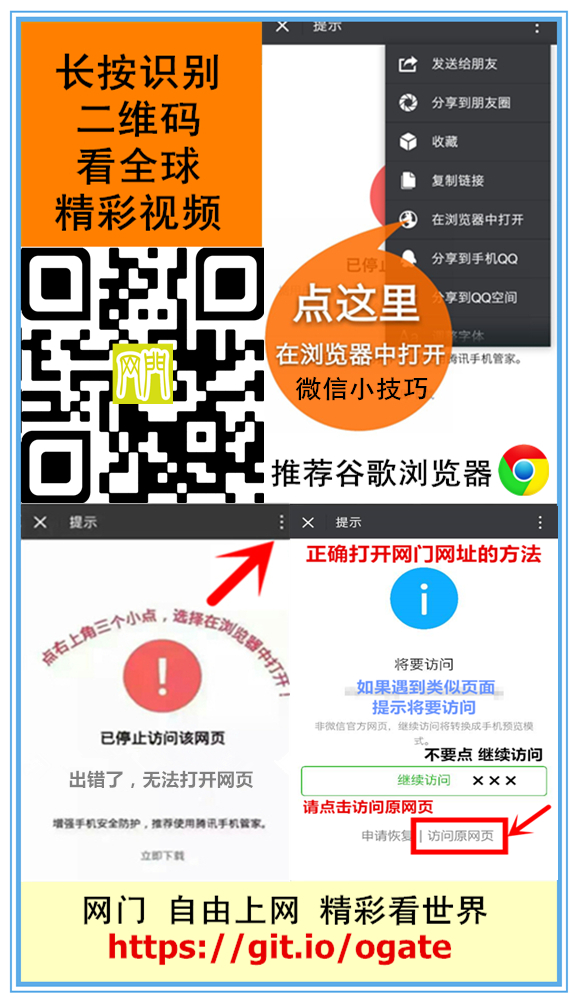 长按识别
二维码
看全球
精彩视频
网門
提示
发送给朋友
分享到朋友圈
收藏
复制链接
在浏览器中打开
分享到手机QQ
分享到QQ空间
调整字体
已停
腾讯手机管家。
点这里
在浏览器中打开
微信小技巧
推荐谷歌浏览器
提示
点右上角三个小点，选择在浏览器中打开！
!
已停止访问该网页
出错了，无法打开网页
增强手机安全防护，推荐使用腾讯手机管家。
立即下载
提示
正确打开网门网址的方法
i
将要访问
如果遇到类似页面
提示将要访问
非微信官方网页，继续访问将转换成手机预览模
式。
不要点 继续访问
继续访问 ×××
请点击访问原网页
申请恢复 | 访问原网页
网门 自由上网 精彩看世界
https://git.io/ogate